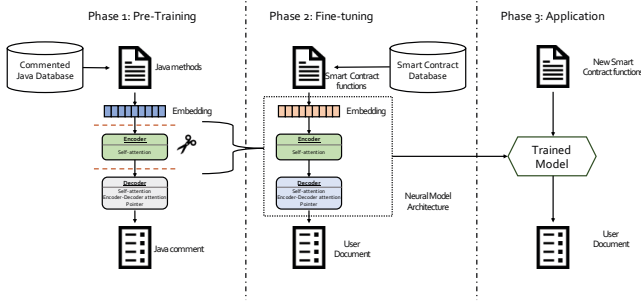 Phase 1: Pre-Training
Commented
Java Database
Java methods
Embedding
Encoder
Self-attention
Decoder
Self-attention
Encoder-Decoder attention
Pointer
Java comment
Phase 2: Fine-tuning
Smart Contract
functions
Smart Contract
Database
Embedding
Encoder
Self-attention
Decoder
Self-attention
Encoder-Decoder attention
Pointer
Neural Model
Architecture
User
Document
Phase 3: Application
New Smart
Contract functions
Trained
Model
User
Document